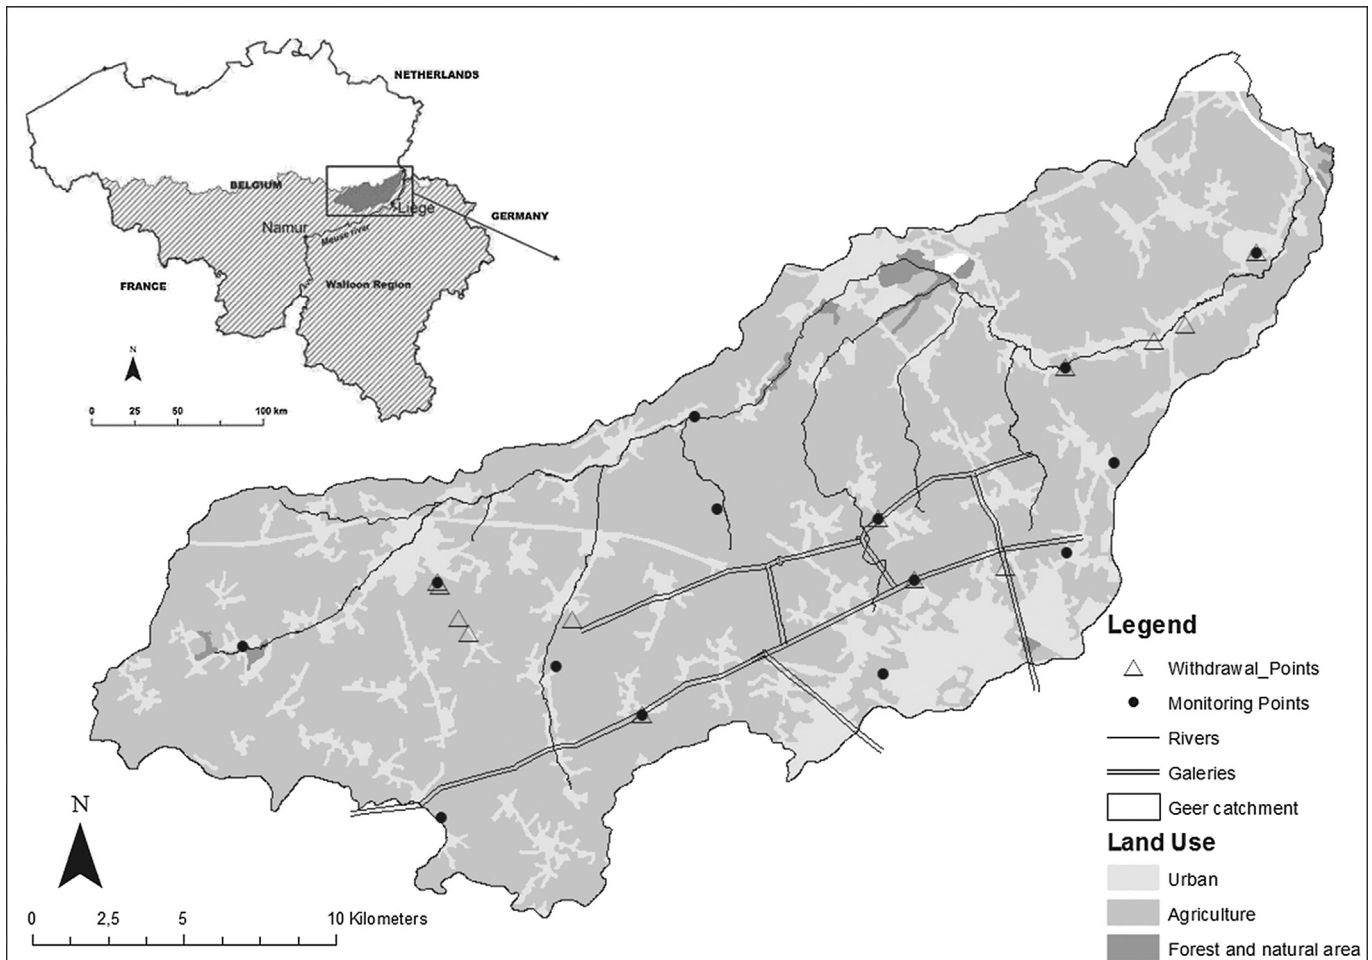 NETHERLANDS
BELGIUM
Liege
GERMANY
Namur
Meuse river
FRANCE
Walloon Region
N
0 25 50 100 km
Legend
Withdrawal_Points
Monitoring Points
Rivers
Galeries
Geer catchment
Land Use
Urban
Agriculture
Forest and natural area
N
0 2,5 5 10 Kilometers